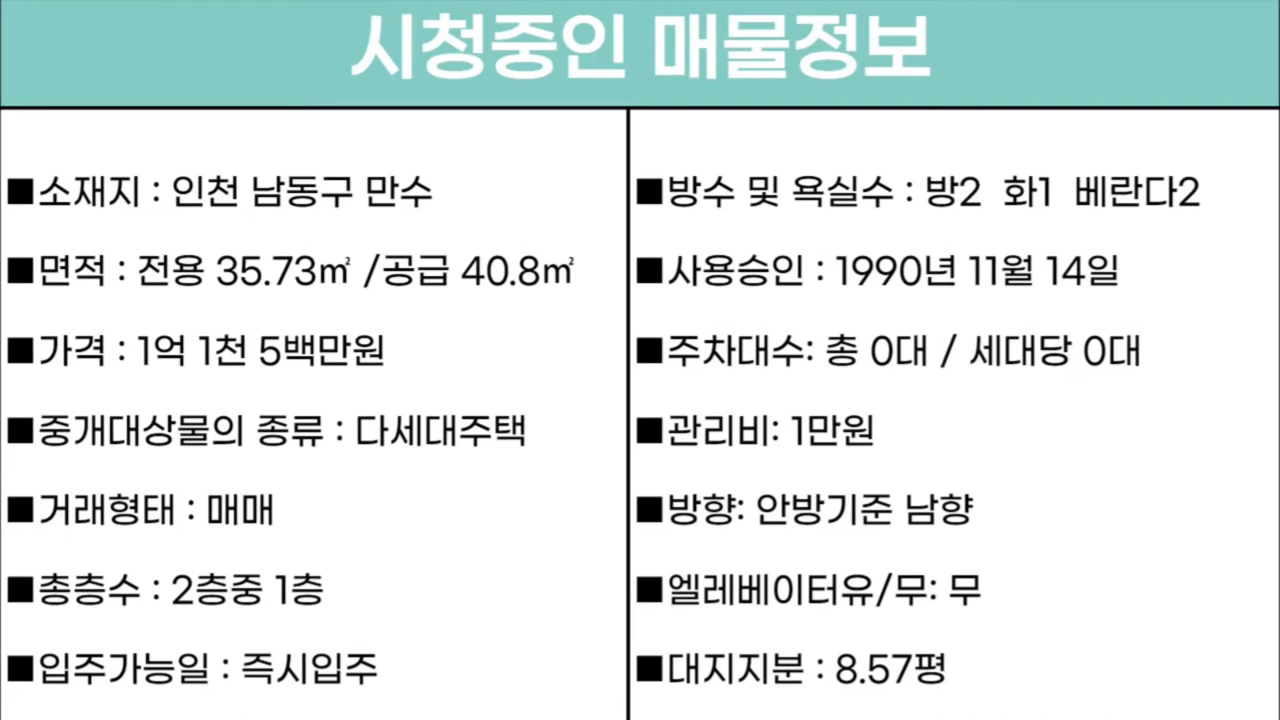 시청중인 매물정보
■소재지 : 인천 남동구 만수
■면적 : 전용 35.73㎡ /공급 40.8㎡
■가격 : 1억 1천 5백만원
■중개대상물의 종류 : 다세대주택
■거래형태 : 매매
■총층수 : 2층중 1층
■입주가능일 : 즉시입주
■방수 및 욕실수 : 방2 화1 베란다2
■사용승인 : 1990년 11월 14일
■주차대수: 총 0대 / 세대당 0대
■관리비: 1만원
■방향: 안방기준 남향
■엘레베이터유/무: 무
■대지지분 : 8.57평